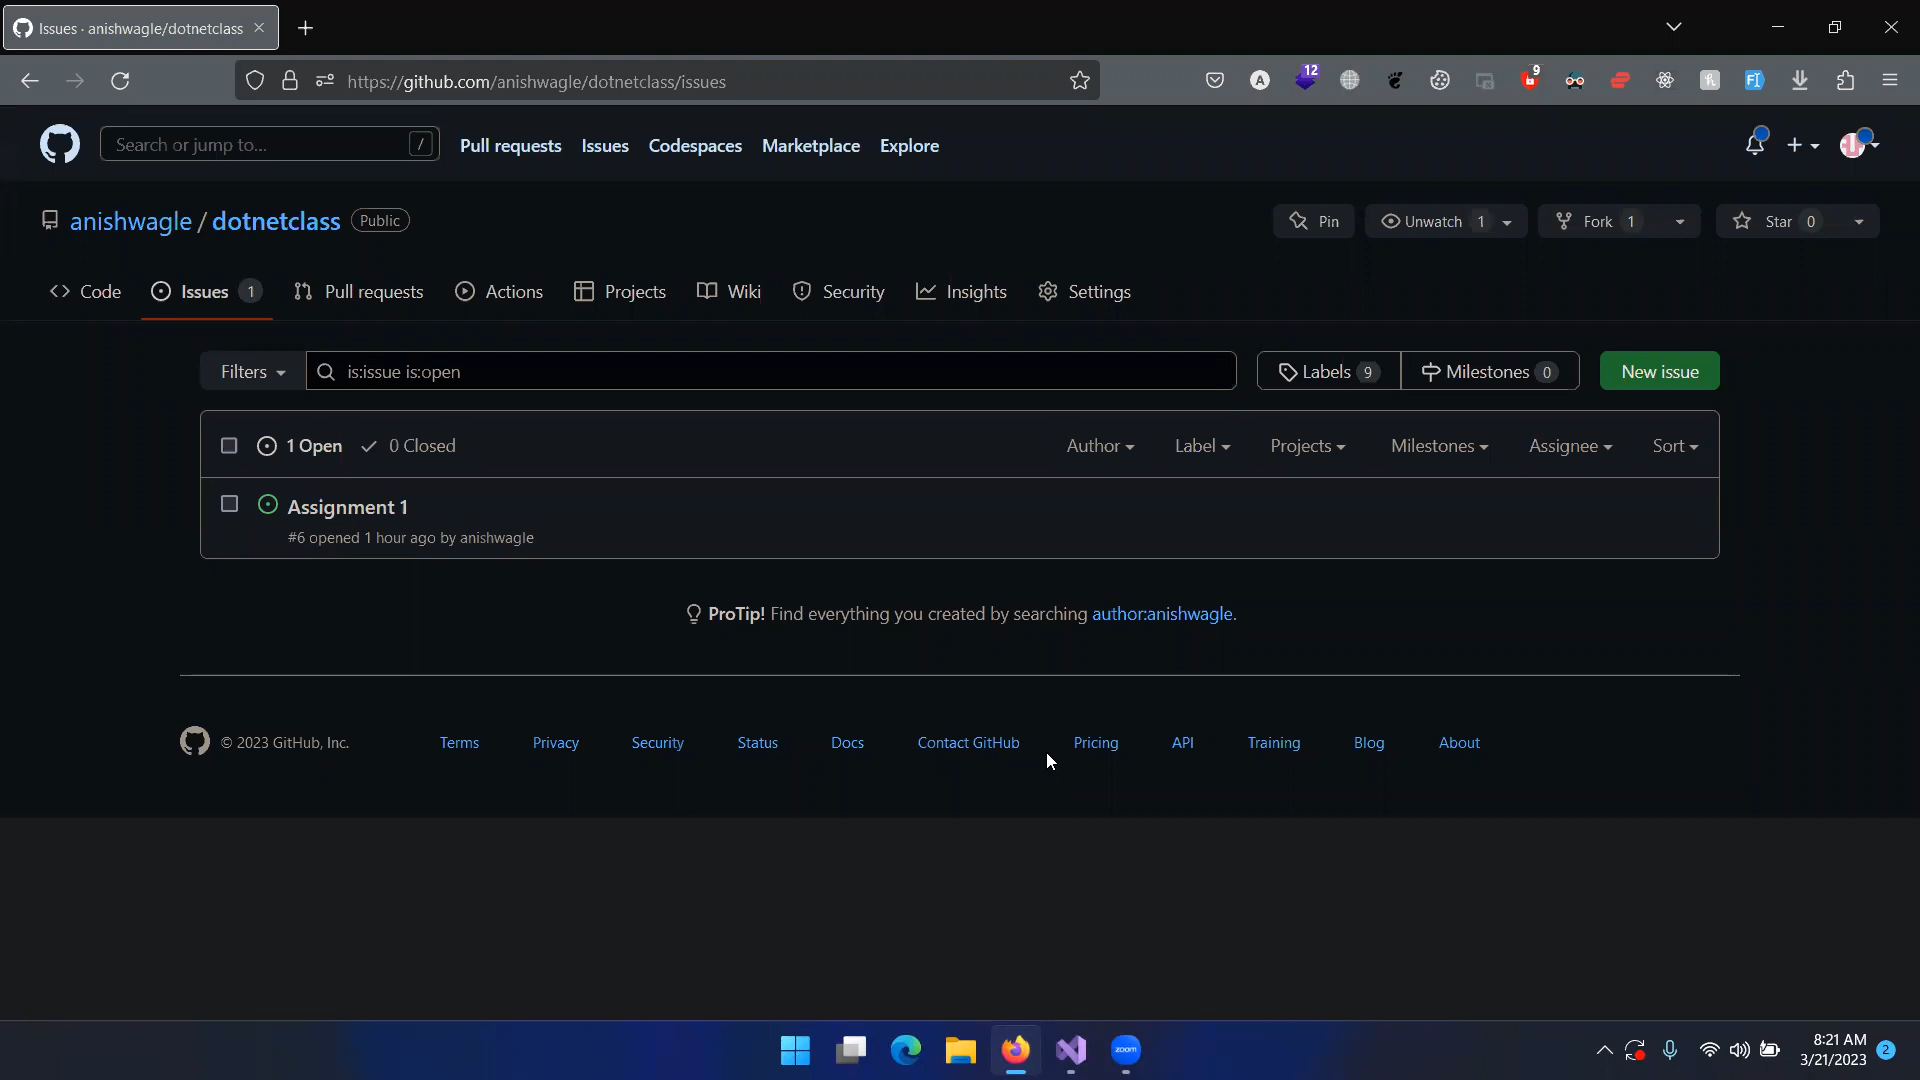 Issues · anishwagle/dotnetclass
https://github.com/anishwagle/dotnetclass/issues
12
A
9
FI
Search or jump to...
/
Pull requests
Issues
Codespaces
Marketplace
Explore
anishwagle / dotnetclass
Public
Pin
Unwatch 1
Fork 1
Star 0
Code
Issues 1
Pull requests
Actions
Projects
Wiki
Security
Insights
Settings
Filters
is:issue is:open
Labels 9
Milestones 0
New issue
1 Open
0 Closed
Author
Label
Projects
Milestones
Assignee
Sort
Assignment 1
#6 opened 1 hour ago by anishwagle
ProTip! Find everything you created by searching author:anishwagle.
© 2023 GitHub, Inc.
Terms
Privacy
Security
Status
Docs
Contact GitHub
Pricing
API
Training
Blog
About
zoom
8:21 AM
3/21/2023
2